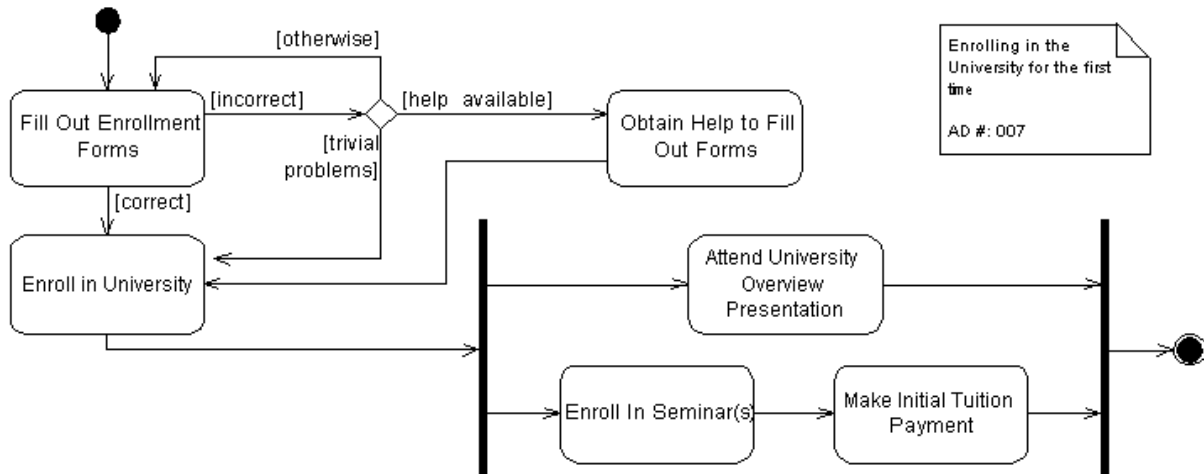 [otherwise]
Enrolling in the
University for the first
time
AD #: 007
Fill Out Enrollment
Forms
[incorrect]
[help available]
[trivial
problems]
Obtain Help to Fill
Out Forms
[correct]
Enroll in University
Attend University
Overview
Presentation
Enroll In Seminar(s)
Make Initial Tuition
Payment